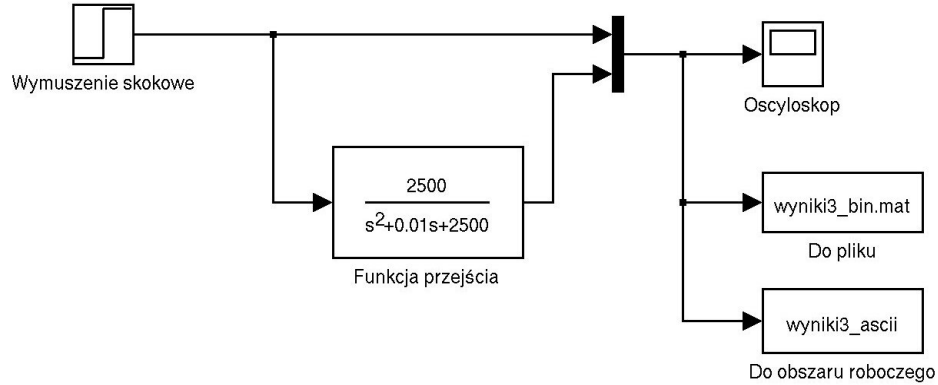 Wymuszenie skokowe
Oscyloskop
2500
s2+0.01s+2500
Funkcja przejścia
wyniki3_bin.mat
Do pliku
wyniki3_ascii
Do obszaru roboczego